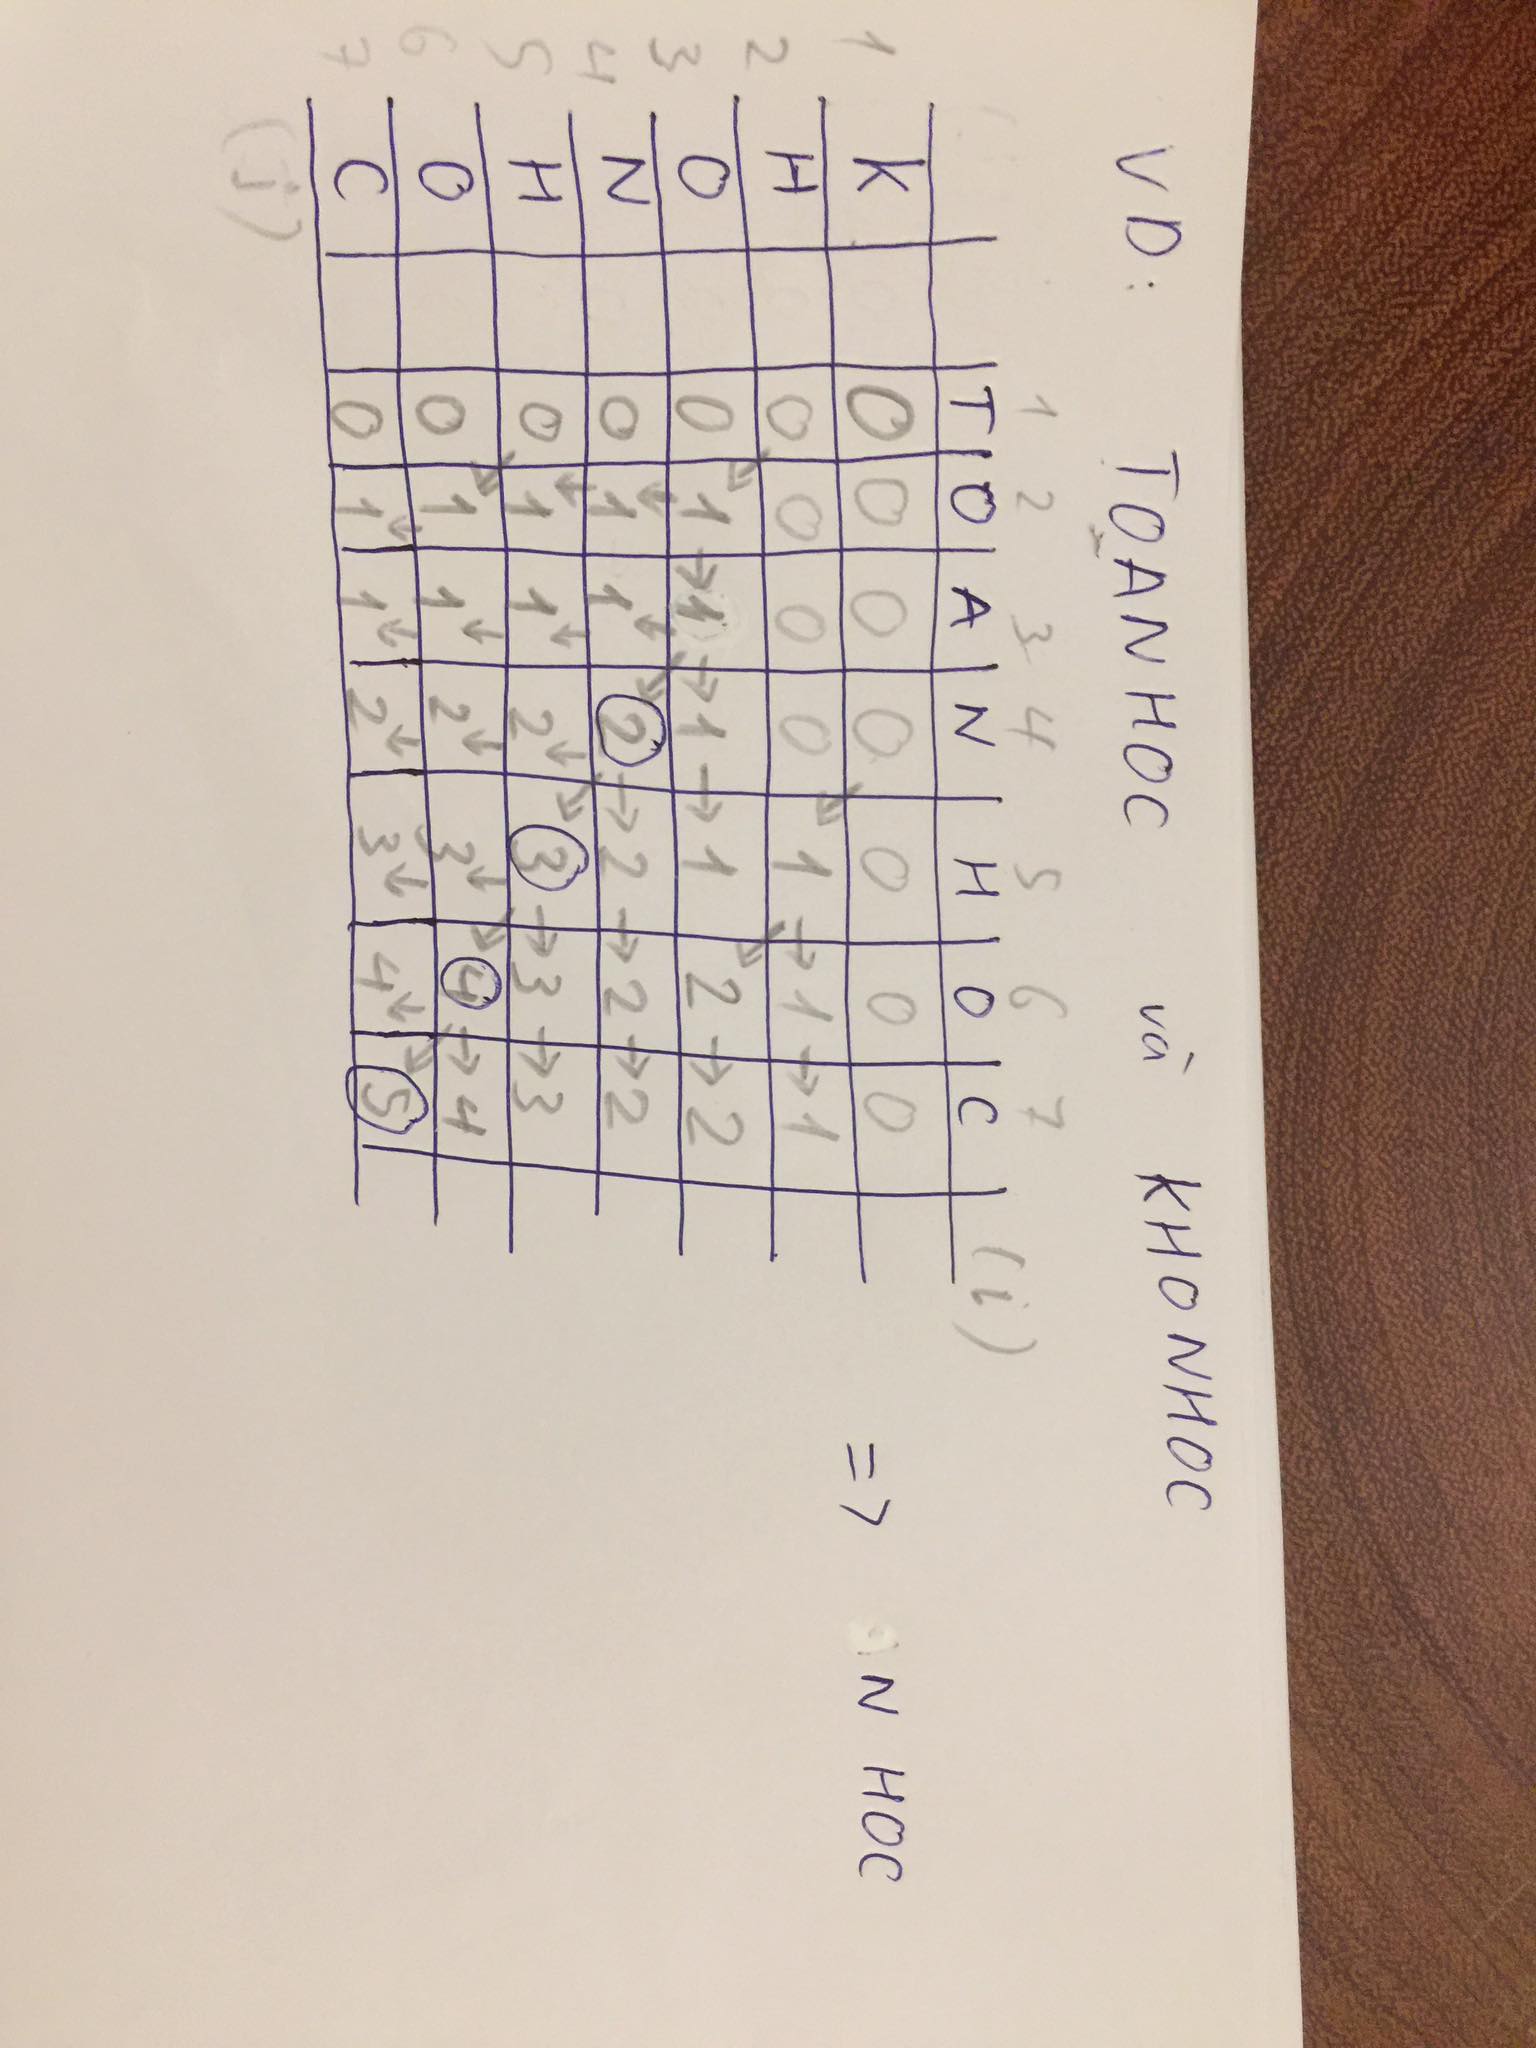 VD: TOANHOC và KHONHOC
1 2 3 4 5 6 7
T O A N H O C (i)
1 K 0 0 0 0 0 0 0 => N HOC
2 H 0 0 0 0 1 → 1 → 1
3 O 0 1 → 1 → 1 → 1 2 → 2
4 N 0 1 1 2 → 2 → 2 → 2
5 H 0 1 1 2 3 → 3 → 3
6 O 0 1 1 2 3 4 → 4
7 C 0 1 1 2 3 4 5
(j)